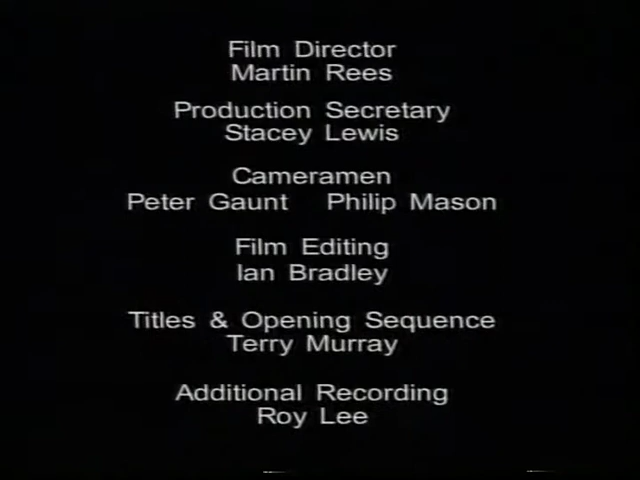 Film Director
Martin Rees
Production Secretary
Stacey Lewis
Cameramen
Peter Gaunt Philip Mason
Film Editing
Ian Bradley
Titles & Opening Sequence
Terry Murray
Additional Recording
Roy Lee